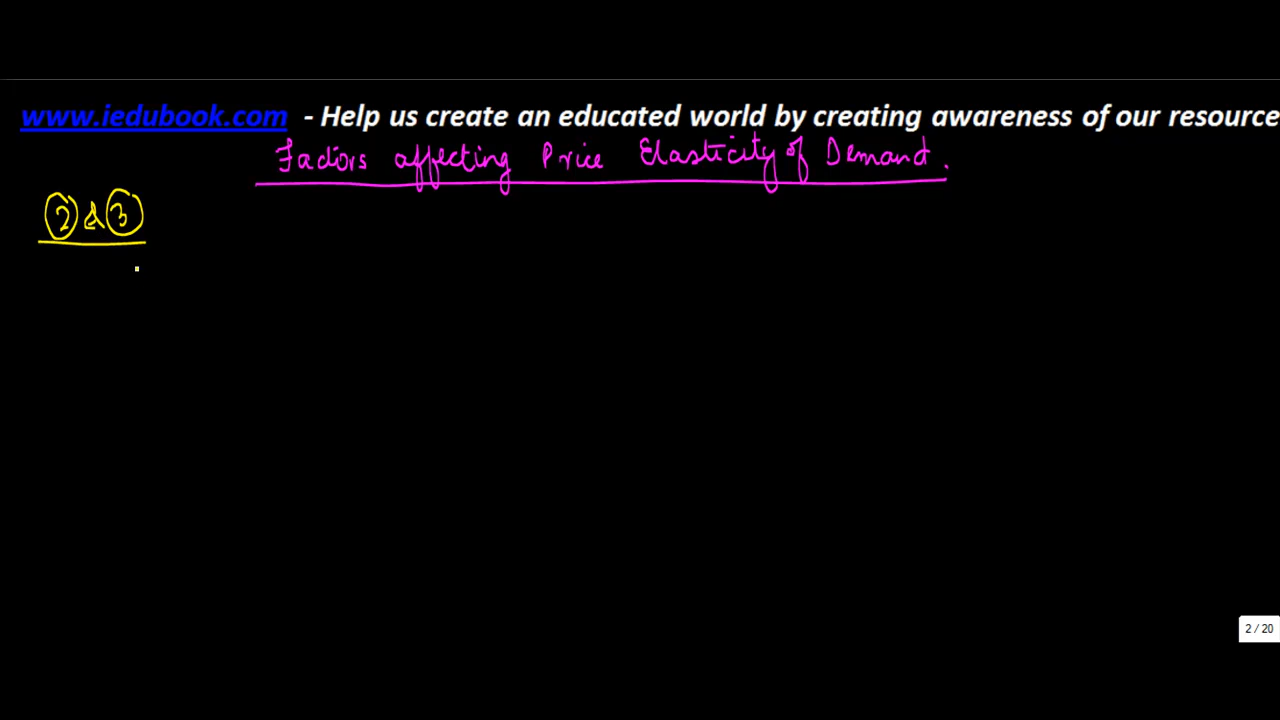 www.iedubook.com - Help us create an educated world by creating awareness of our resource
Factors affecting Price Elasticity of Demand.
2 & 3
2 / 20